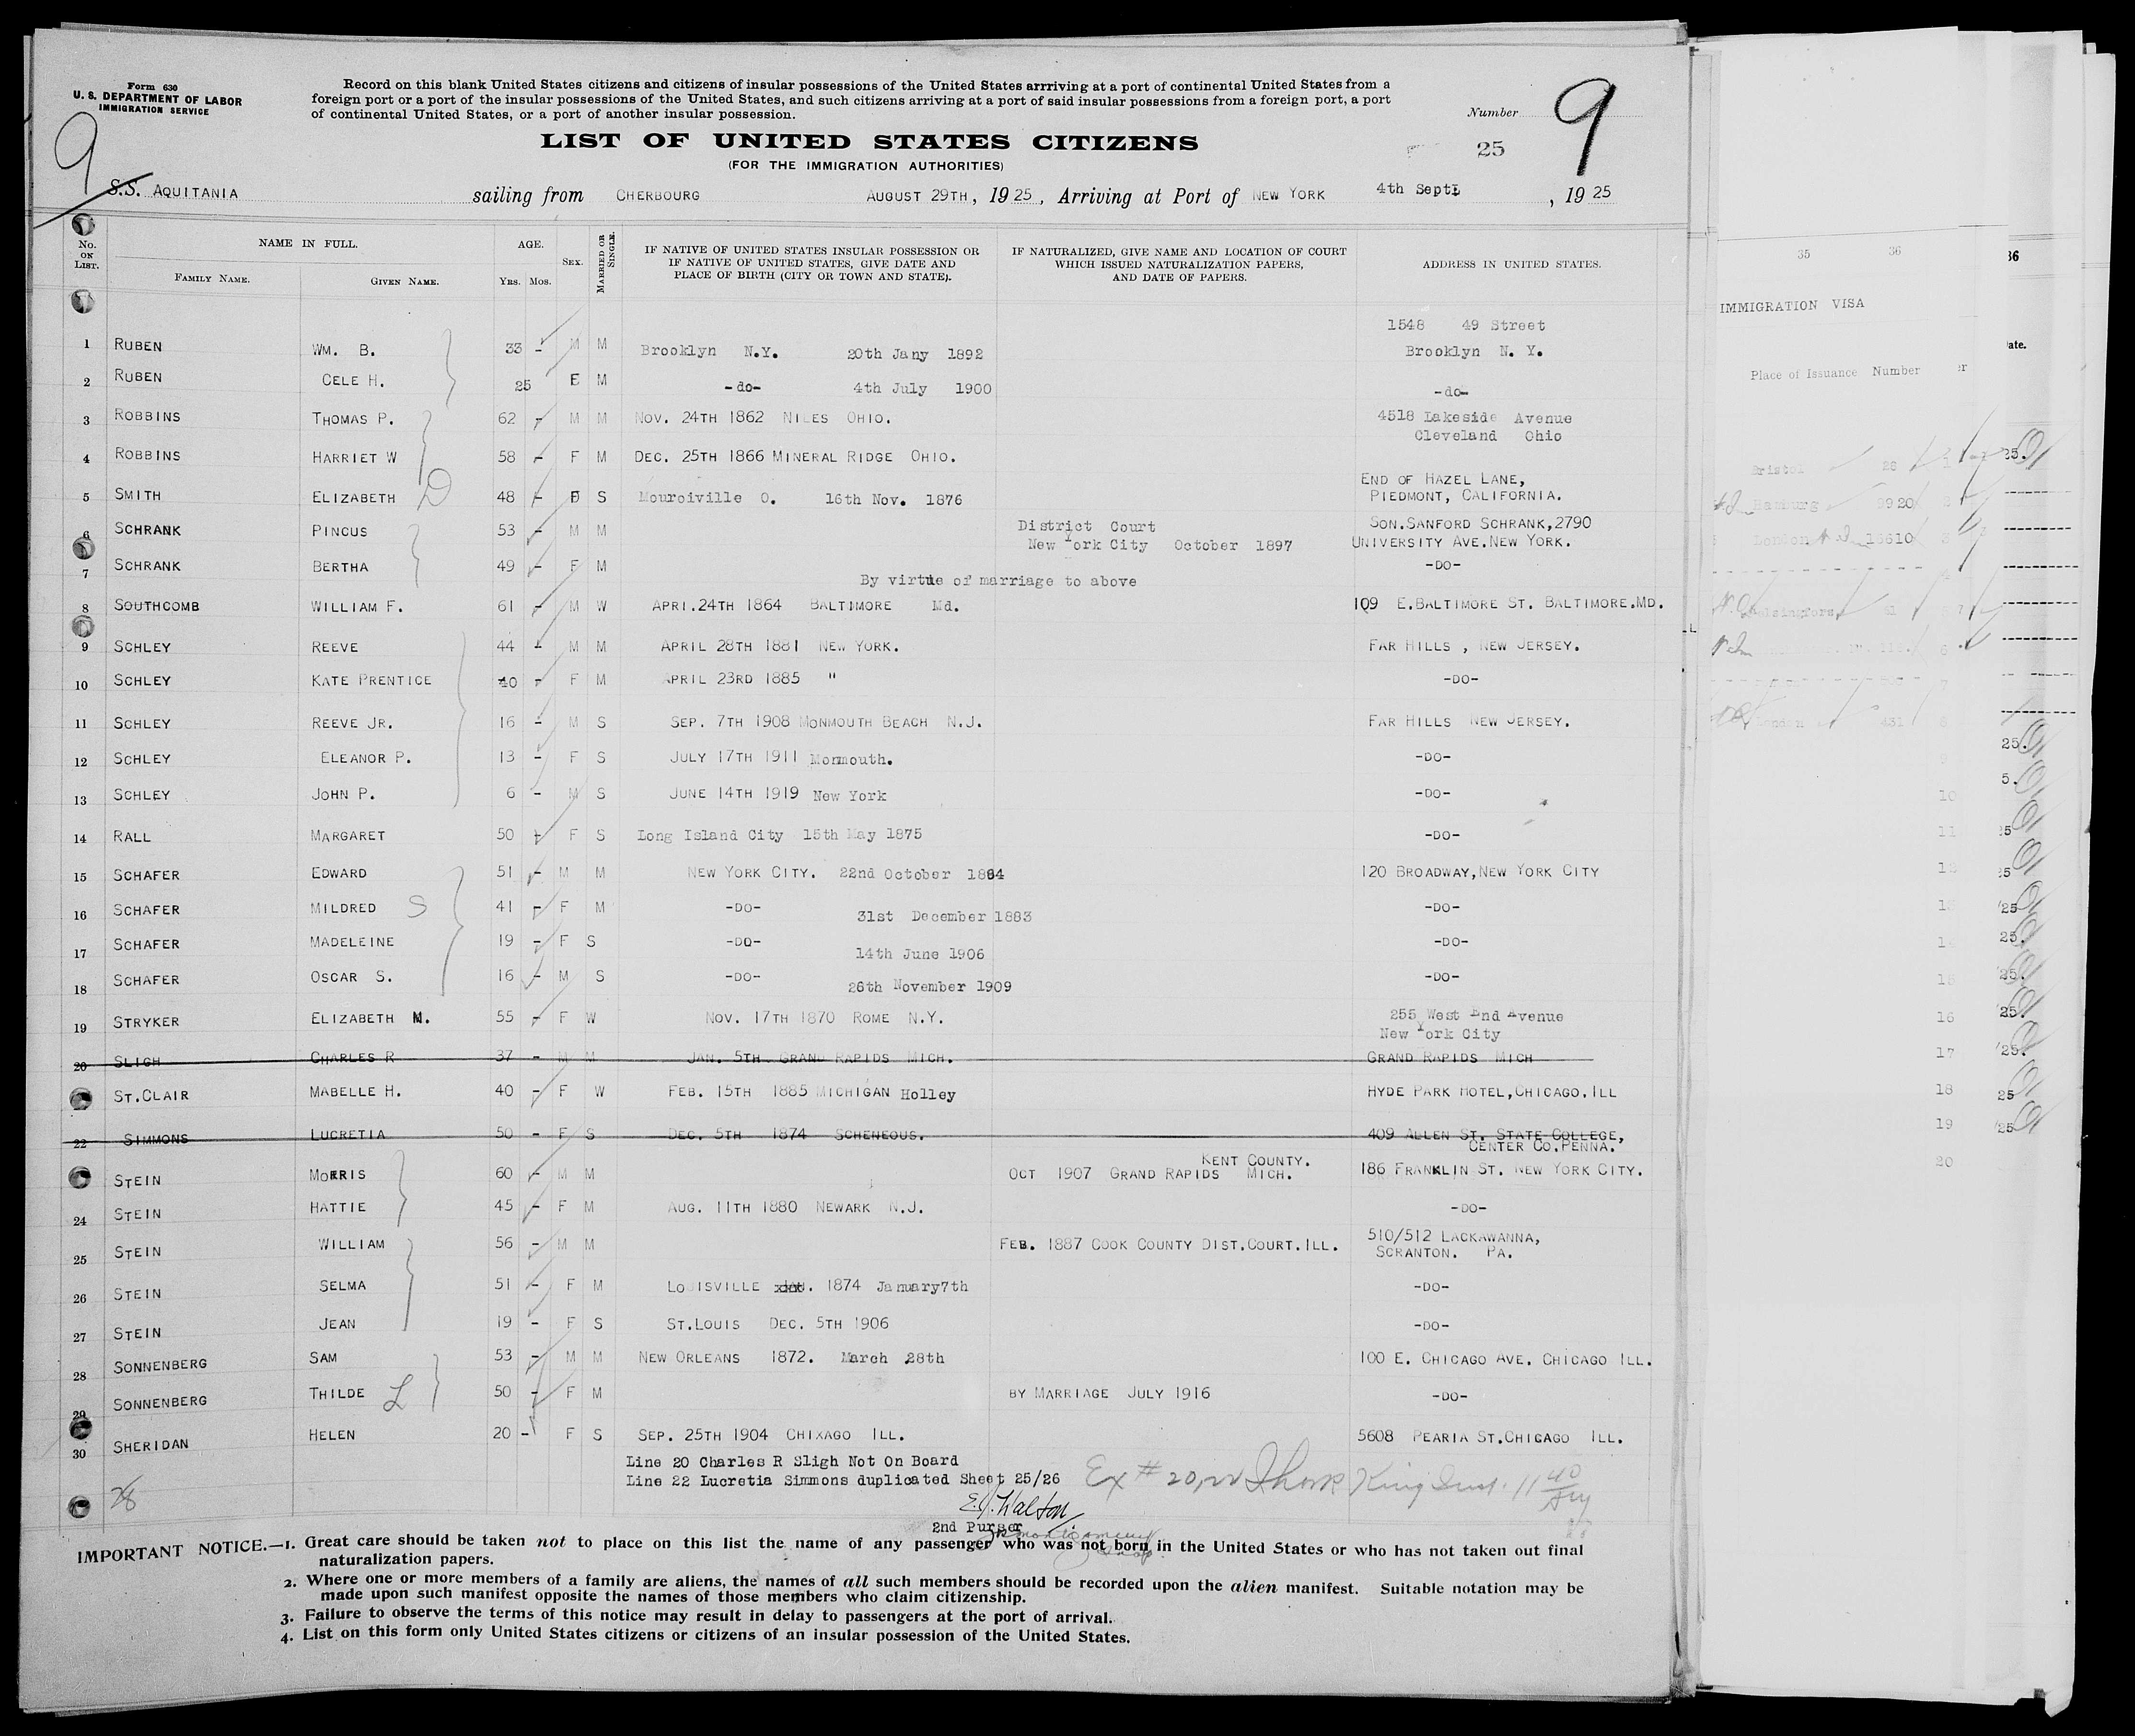 Form 630
U. S. DEPARTMENT OF LABOR
IMMIGRATION SERVICE
Record on this blank United States citizens and citizens of insular possessions of the United States arrriving at a port of continental United States from a
foreign port or a port of the insular possessions of the United States, and such citizens arriving at a port of said insular possessions from a foreign port, a port
of continental United States, or a port of another insular possession.
Number 9
25
9
LIST OF UNITED STATES CITIZENS
(FOR THE IMMIGRATION AUTHORITIES)
S.S. AQUITANIA sailing from CHERBOURG AUGUST 29TH, 1925, Arriving at Port of NEW YORK 4th Sept, 1925
No. ON LIST. NAME IN FULL. FAMILY NAME. GIVEN NAME. AGE. YRS. MOS. SEX. MARRIED OR SINGLE. IF NATIVE OF UNITED STATES INSULAR POSSESSION OR IF NATIVE OF UNITED STATES, GIVE DATE AND PLACE OF BIRTH (CITY OR TOWN AND STATE). IF NATURALIZED, GIVE NAME AND LOCATION OF COURT WHICH ISSUED NATURALIZATION PAPERS, AND DATE OF PAPERS. ADDRESS IN UNITED STATES.
1548 49 Street
1 RUBEN WM. B. 33 - M M Brooklyn N.Y. 20th Jany 1892 Brooklyn N. Y.
2 RUBEN CELE H. 25 F M -do- 4th July 1900 -do-
3 ROBBINS THOMAS P. 62 - M M NOV. 24TH 1862 NILES OHIO. 4518 Lakeside Avenue
Cleveland Ohio
4 ROBBINS HARRIET W 58 - F M DEC. 25TH 1866 MINERAL RIDGE OHIO.
END OF HAZEL LANE,
5 SMITH ELIZABETH D 48 - F S Mouroiville O. 16th Nov. 1876 PIEDMONT, CALIFORNIA.
6 SCHRANK PINCUS 53 - M M District Court SON.SANFORD SCHRANK,2790
New York City October 1897 UNIVERSITY AVE.NEW YORK.
7 SCHRANK BERTHA 49 - F M By virtue of marriage to above -DO-
8 SOUTHCOMB WILLIAM F. 61 - M W APRI.24TH 1864 BALTIMORE Md. 109 E.BALTIMORE ST. BALTIMORE.MD.
9 SCHLEY REEVE 44 - M M APRIL 28TH 1881 NEW YORK. FAR HILLS , NEW JERSEY.
10 SCHLEY KATE PRENTICE 40 - F M APRIL 23RD 1885 " -DO-
11 SCHLEY REEVE JR. 16 - M S SEP. 7TH 1908 MONMOUTH BEACH N.J. FAR HILLS NEW JERSEY.
12 SCHLEY ELEANOR P. 13 - F S JULY 17TH 1911 Monmouth. -DO-
13 SCHLEY JOHN P. 6 - M S JUNE 14TH 1919 New York -DO-
14 RALL MARGARET 50 - F S Long Island City 15th May 1875 -DO-
15 SCHAFER EDWARD 51 - M M NEW YORK CITY. 22nd October 1884 120 BROADWAY,NEW YORK CITY
16 SCHAFER MILDRED S 41 - F M -DO- 31st December 1883 -DO-
17 SCHAFER MADELEINE 19 - F S -DO- 14th June 1906 -DO-
18 SCHAFER OSCAR S. 16 - M S -DO- 26th November 1909 -DO-
19 STRYKER ELIZABETH M. 55 - F W NOV. 17TH 1870 ROME N.Y. 255 West End Avenue
New York City
20 SLIGH CHARLES R 37 - M M JAN. 5TH GRAND RAPIDS MICH. GRAND RAPIDS MICH
ST.CLAIR MABELLE H. 40 - F W FEB. 15TH 1885 MICHIGAN Holley HYDE PARK HOTEL,CHICAGO.ILL
22 SIMMONS LUCRETIA 50 - F S DEC. 5TH 1874 SCHENEOUS. 409 ALLEN ST. STATE COLLEGE,
CENTER CO.PENNA.
STEIN MORRIS 60 - M M KENT COUNTY.
OCT 1907 GRAND RAPIDS MICH. 186 FRANKLIN ST. NEW YORK CITY.
24 STEIN HATTIE 45 - F M AUG. 11TH 1880 NEWARK N.J. -DO-
25 STEIN WILLIAM 56 - M M FEB. 1887 COOK COUNTY DIST.COURT.ILL. 510/512 LACKAWANNA,
SCRANTON. PA.
26 STEIN SELMA 51 - F M LOUISVILLE 1874 January7th -DO-
27 STEIN JEAN 19 - F S ST.LOUIS DEC. 5TH 1906 -DO-
28 SONNENBERG SAM 53 - M M NEW ORLEANS 1872. March 28th 100 E. CHICAGO AVE. CHICAGO ILL.
29 SONNENBERG THILDE L 50 - F M BY MARRIAGE JULY 1916 -DO-
30 SHERIDAN HELEN 20 - F S SEP. 25TH 1904 CHIXAGO ILL. 5608 PEARIA ST.CHICAGO ILL.
Line 20 Charles R Sligh Not On Board
Line 22 Lucretia Simmons duplicated Sheet 25/26
28
E.J. Walton
2nd Purser
IMPORTANT NOTICE.—1. Great care should be taken not to place on this list the name of any passenger who was not born in the United States or who has not taken out final
naturalization papers.
2. Where one or more members of a family are aliens, the names of all such members should be recorded upon the alien manifest. Suitable notation may be
made upon such manifest opposite the names of those members who claim citizenship.
3. Failure to observe the terms of this notice may result in delay to passengers at the port of arrival.
4. List on this form only United States citizens or citizens of an insular possession of the United States.
35 36
IMMIGRATION VISA
Place of Issuance Number
Bristol 28
Hamburg 9920
London 16610
Helsingfors 61
London 431
10
11
16
17
18
19
20
36
ate.
25.